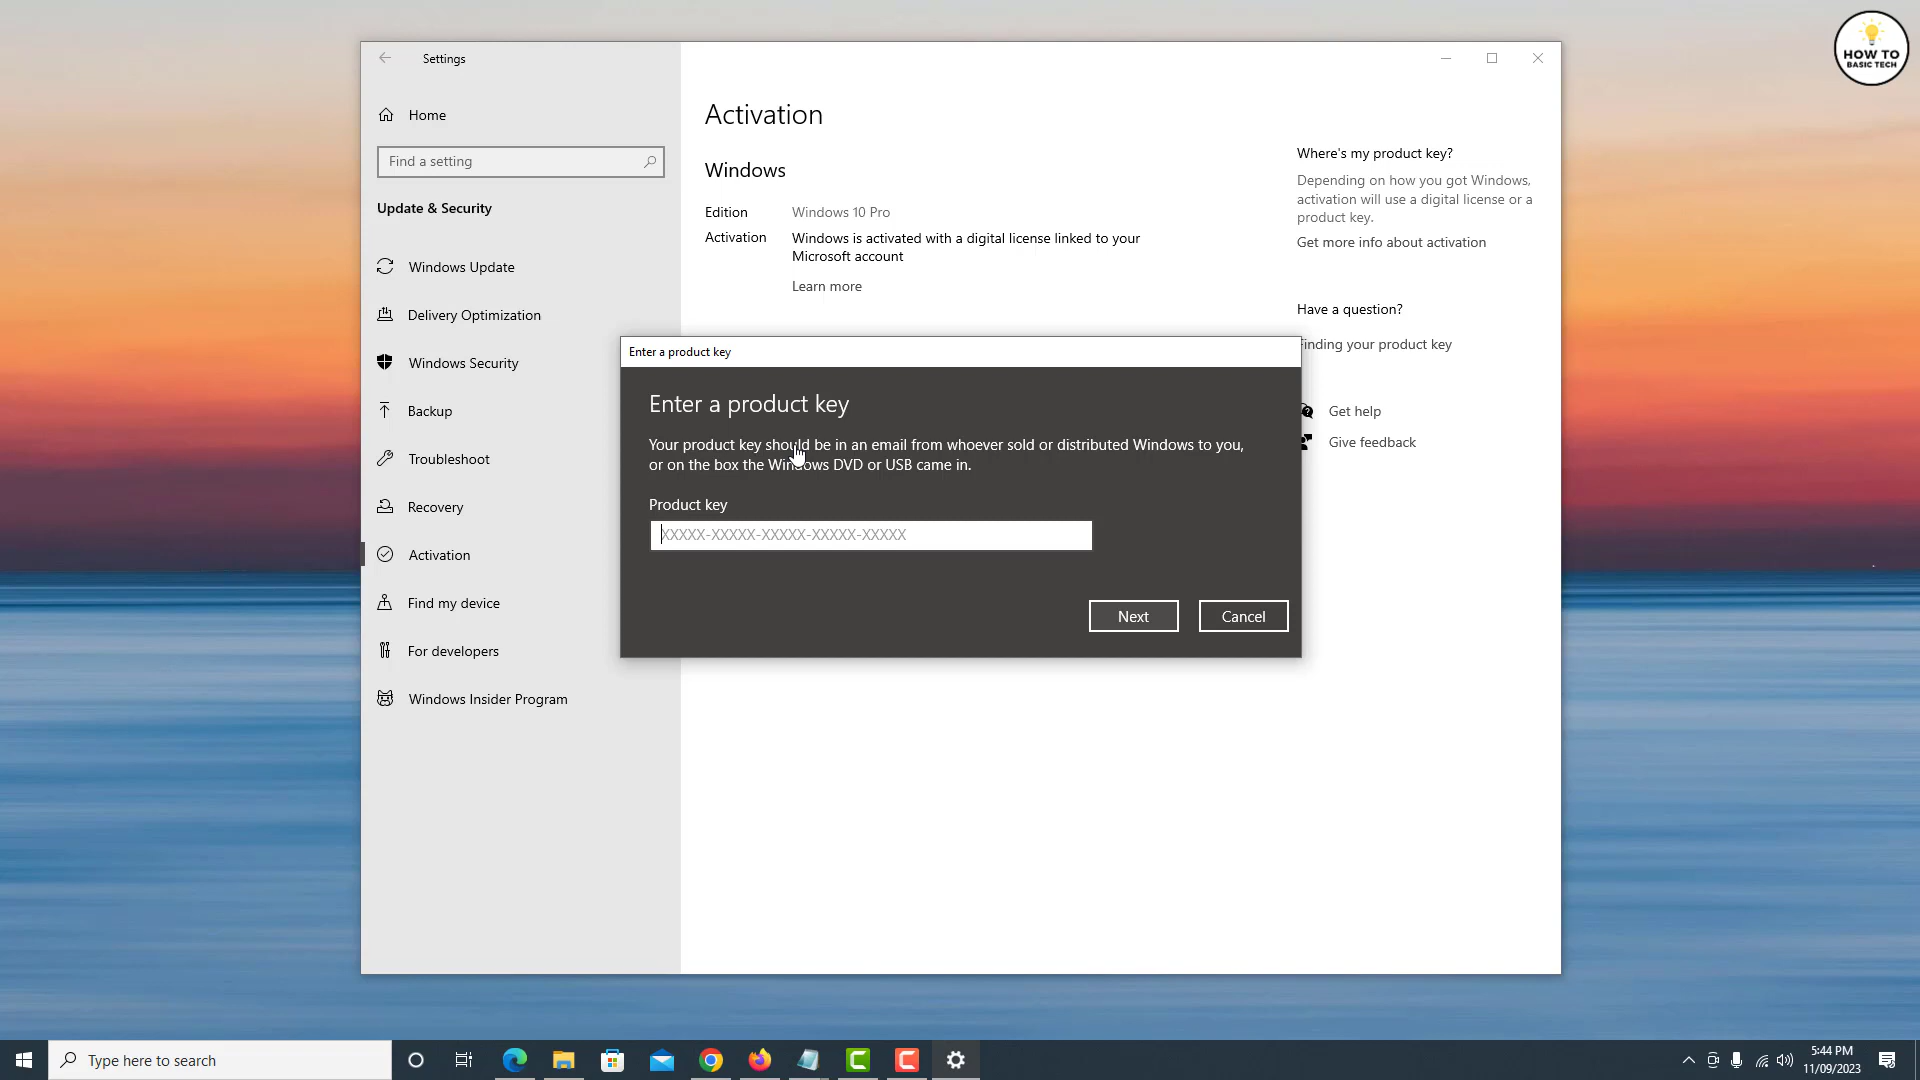 HOW TO
BASIC TECH
Settings
Home
Find a setting
Update & Security
Windows Update
Delivery Optimization
Windows Security
Backup
Troubleshoot
Recovery
Activation
Find my device
For developers
Windows Insider Program
Activation
Windows
Edition Windows 10 Pro
Activation Windows is activated with a digital license linked to your
Microsoft account
Learn more
Where's my product key?
Depending on how you got Windows,
activation will use a digital license or a
product key.
Get more info about activation
Have a question?
Finding your product key
Get help
Give feedback
Enter a product key
Enter a product key
Your product key should be in an email from whoever sold or distributed Windows to you,
or on the box the Windows DVD or USB came in.
Product key
XXXXX-XXXXX-XXXXX-XXXXX-XXXXX
Next
Cancel
Type here to search
5:44 PM
11/09/2023